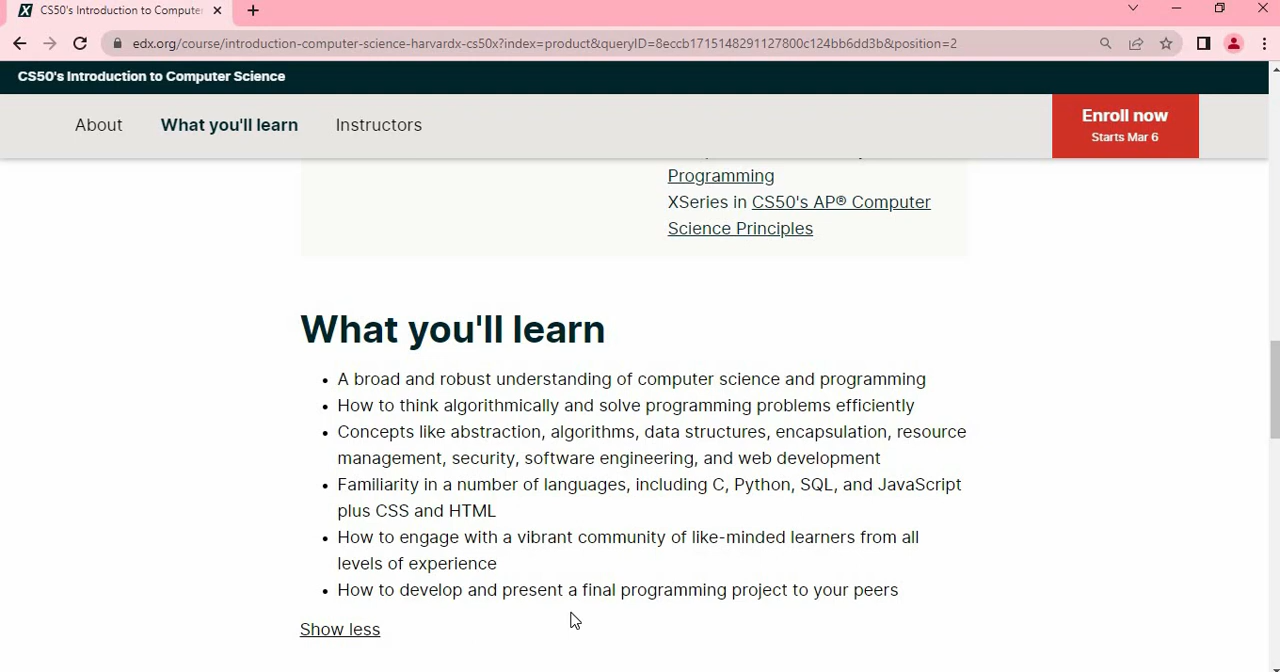 CS50's Introduction to Compute
edx.org/course/introduction-computer-science-harvardx-cs50x?index=product&queryID=8eccb1715148291127800c124bb6dd3b&position=2
CS50's Introduction to Computer Science
About What you'll learn Instructors
Enroll now
Starts Mar 6
Programming
XSeries in CS50's AP® Computer
Science Principles
What you'll learn
• A broad and robust understanding of computer science and programming
• How to think algorithmically and solve programming problems efficiently
• Concepts like abstraction, algorithms, data structures, encapsulation, resource
management, security, software engineering, and web development
• Familiarity in a number of languages, including C, Python, SQL, and JavaScript
plus CSS and HTML
• How to engage with a vibrant community of like-minded learners from all
levels of experience
• How to develop and present a final programming project to your peers
Show less